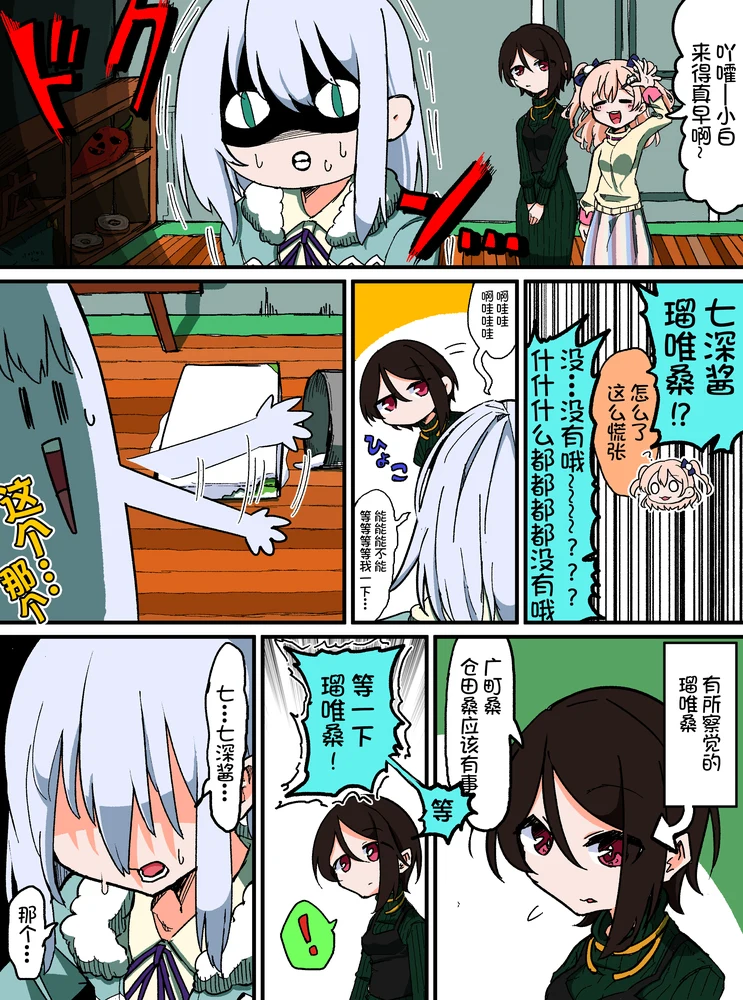 吖嚯—小白
来得真早啊~
ドクン…
七深酱
瑠唯桑!?
怎么了
这么慌张
没…没有哦~~~???
什什什么都都都都没有哦
啊哇哇
啊哇哇哇
ひょこ
能能能不能
等等等等我一下…
这…个
那个…
有所察觉的
瑠唯桑
广町桑
仓田桑应该有事
等
等一下
瑠唯桑!
!
七…七深酱…
那个…